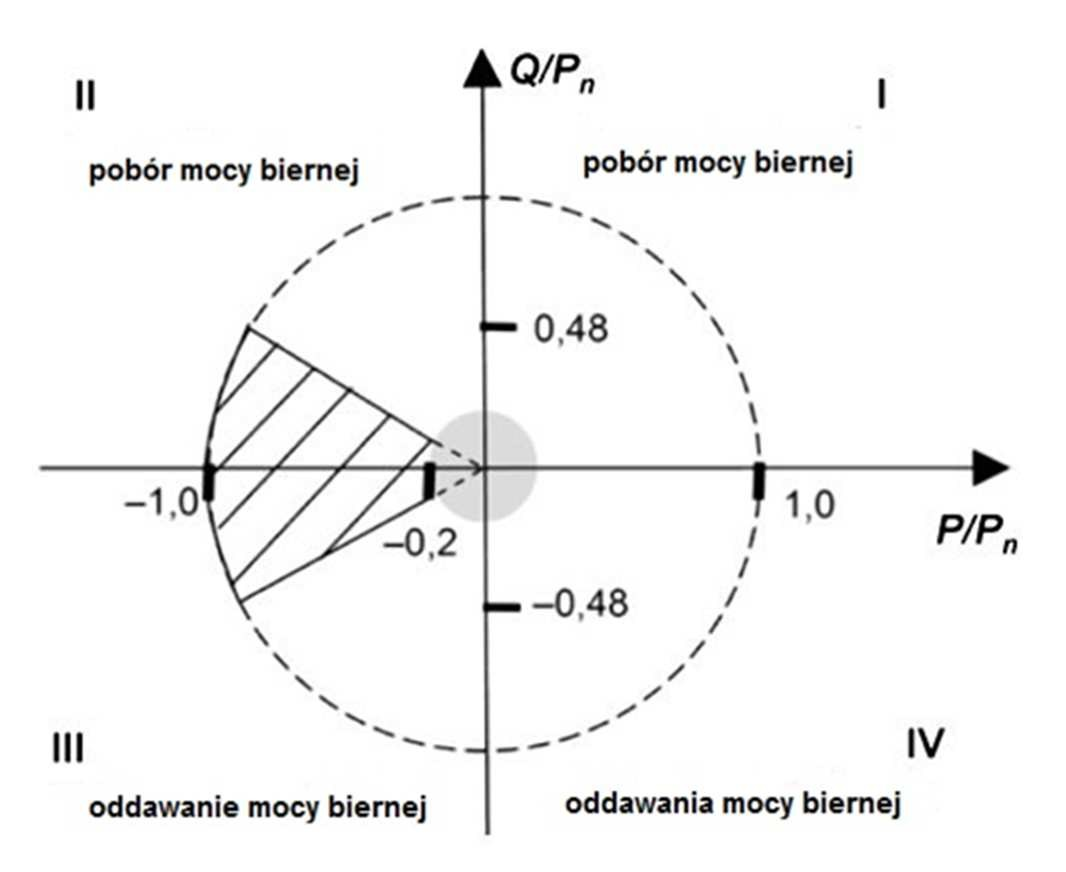 Q/Pn
II
I
pobór mocy biernej
pobór mocy biernej
0,48
–1,0
1,0
–0,2
P/Pn
–0,48
III
IV
oddawanie mocy biernej
oddawania mocy biernej